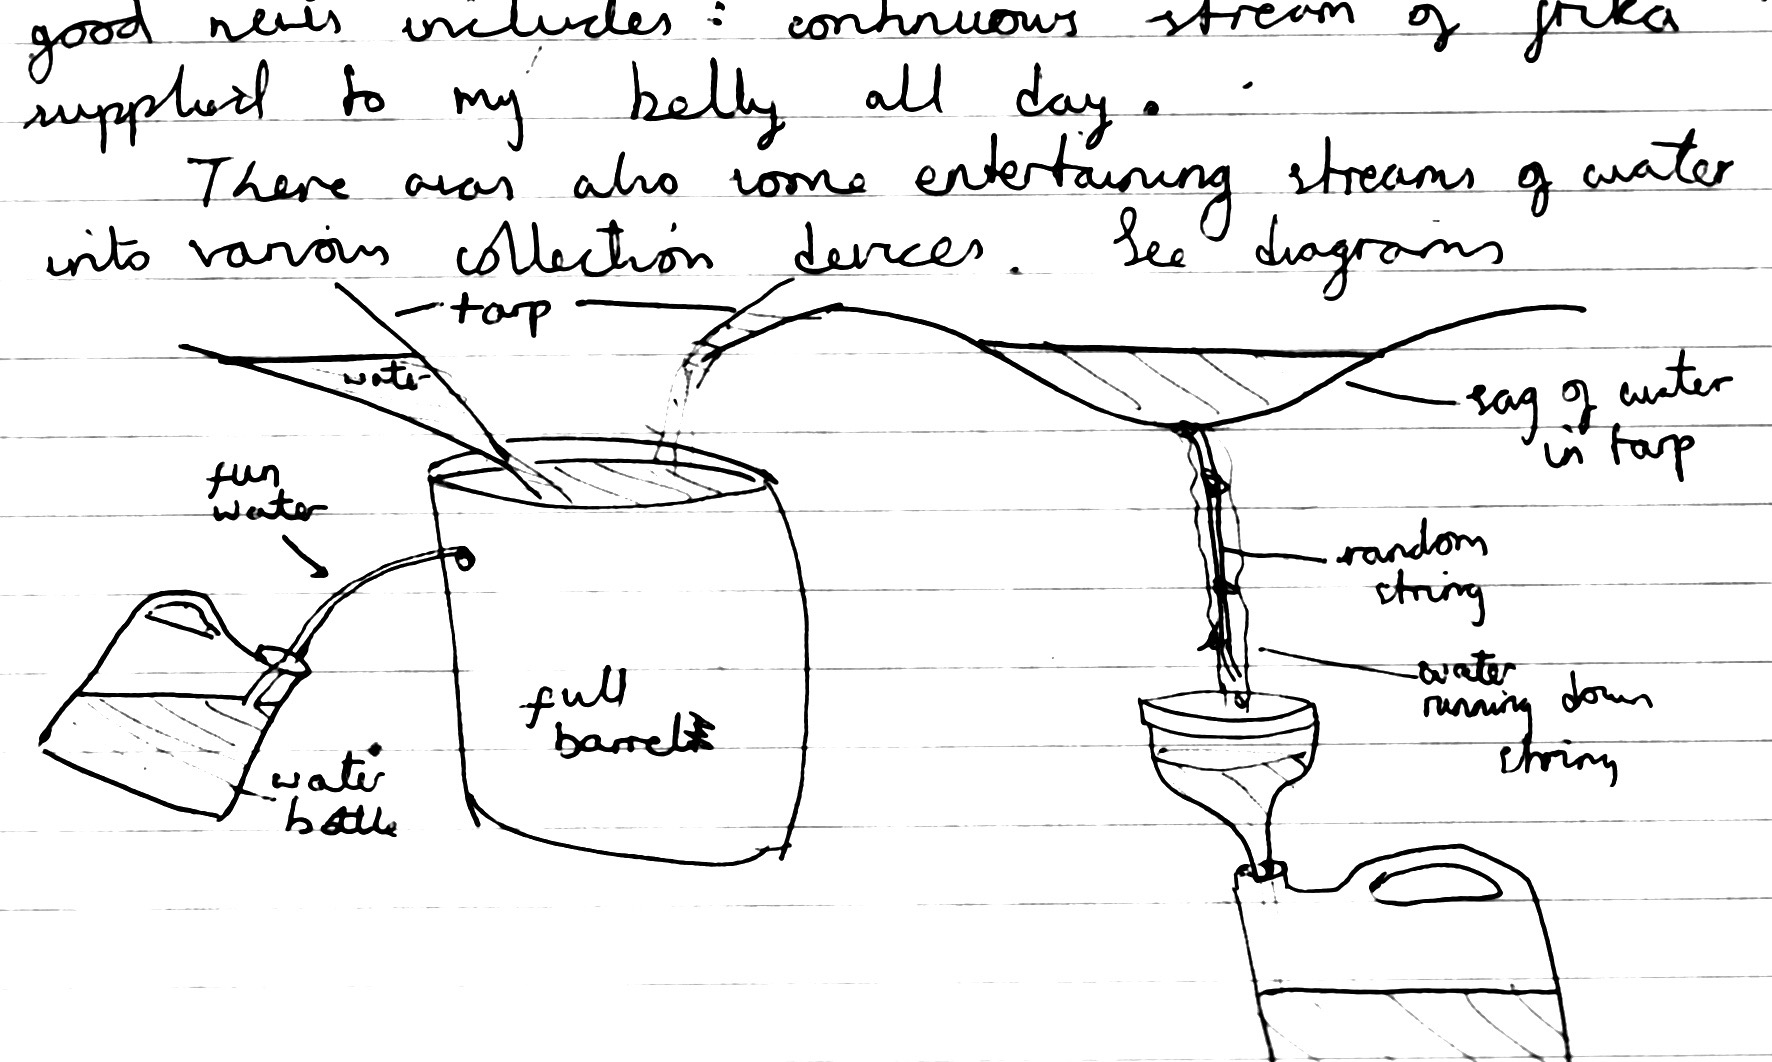 good news includes: continuous stream of frika
supplied to my belly all day.
There was also some entertaining streams of water
into various collection devices. See diagrams
tarp
water
sag of water
in tarp
fun
water
random
string
full
barrel
water
running down
string
water
bottle